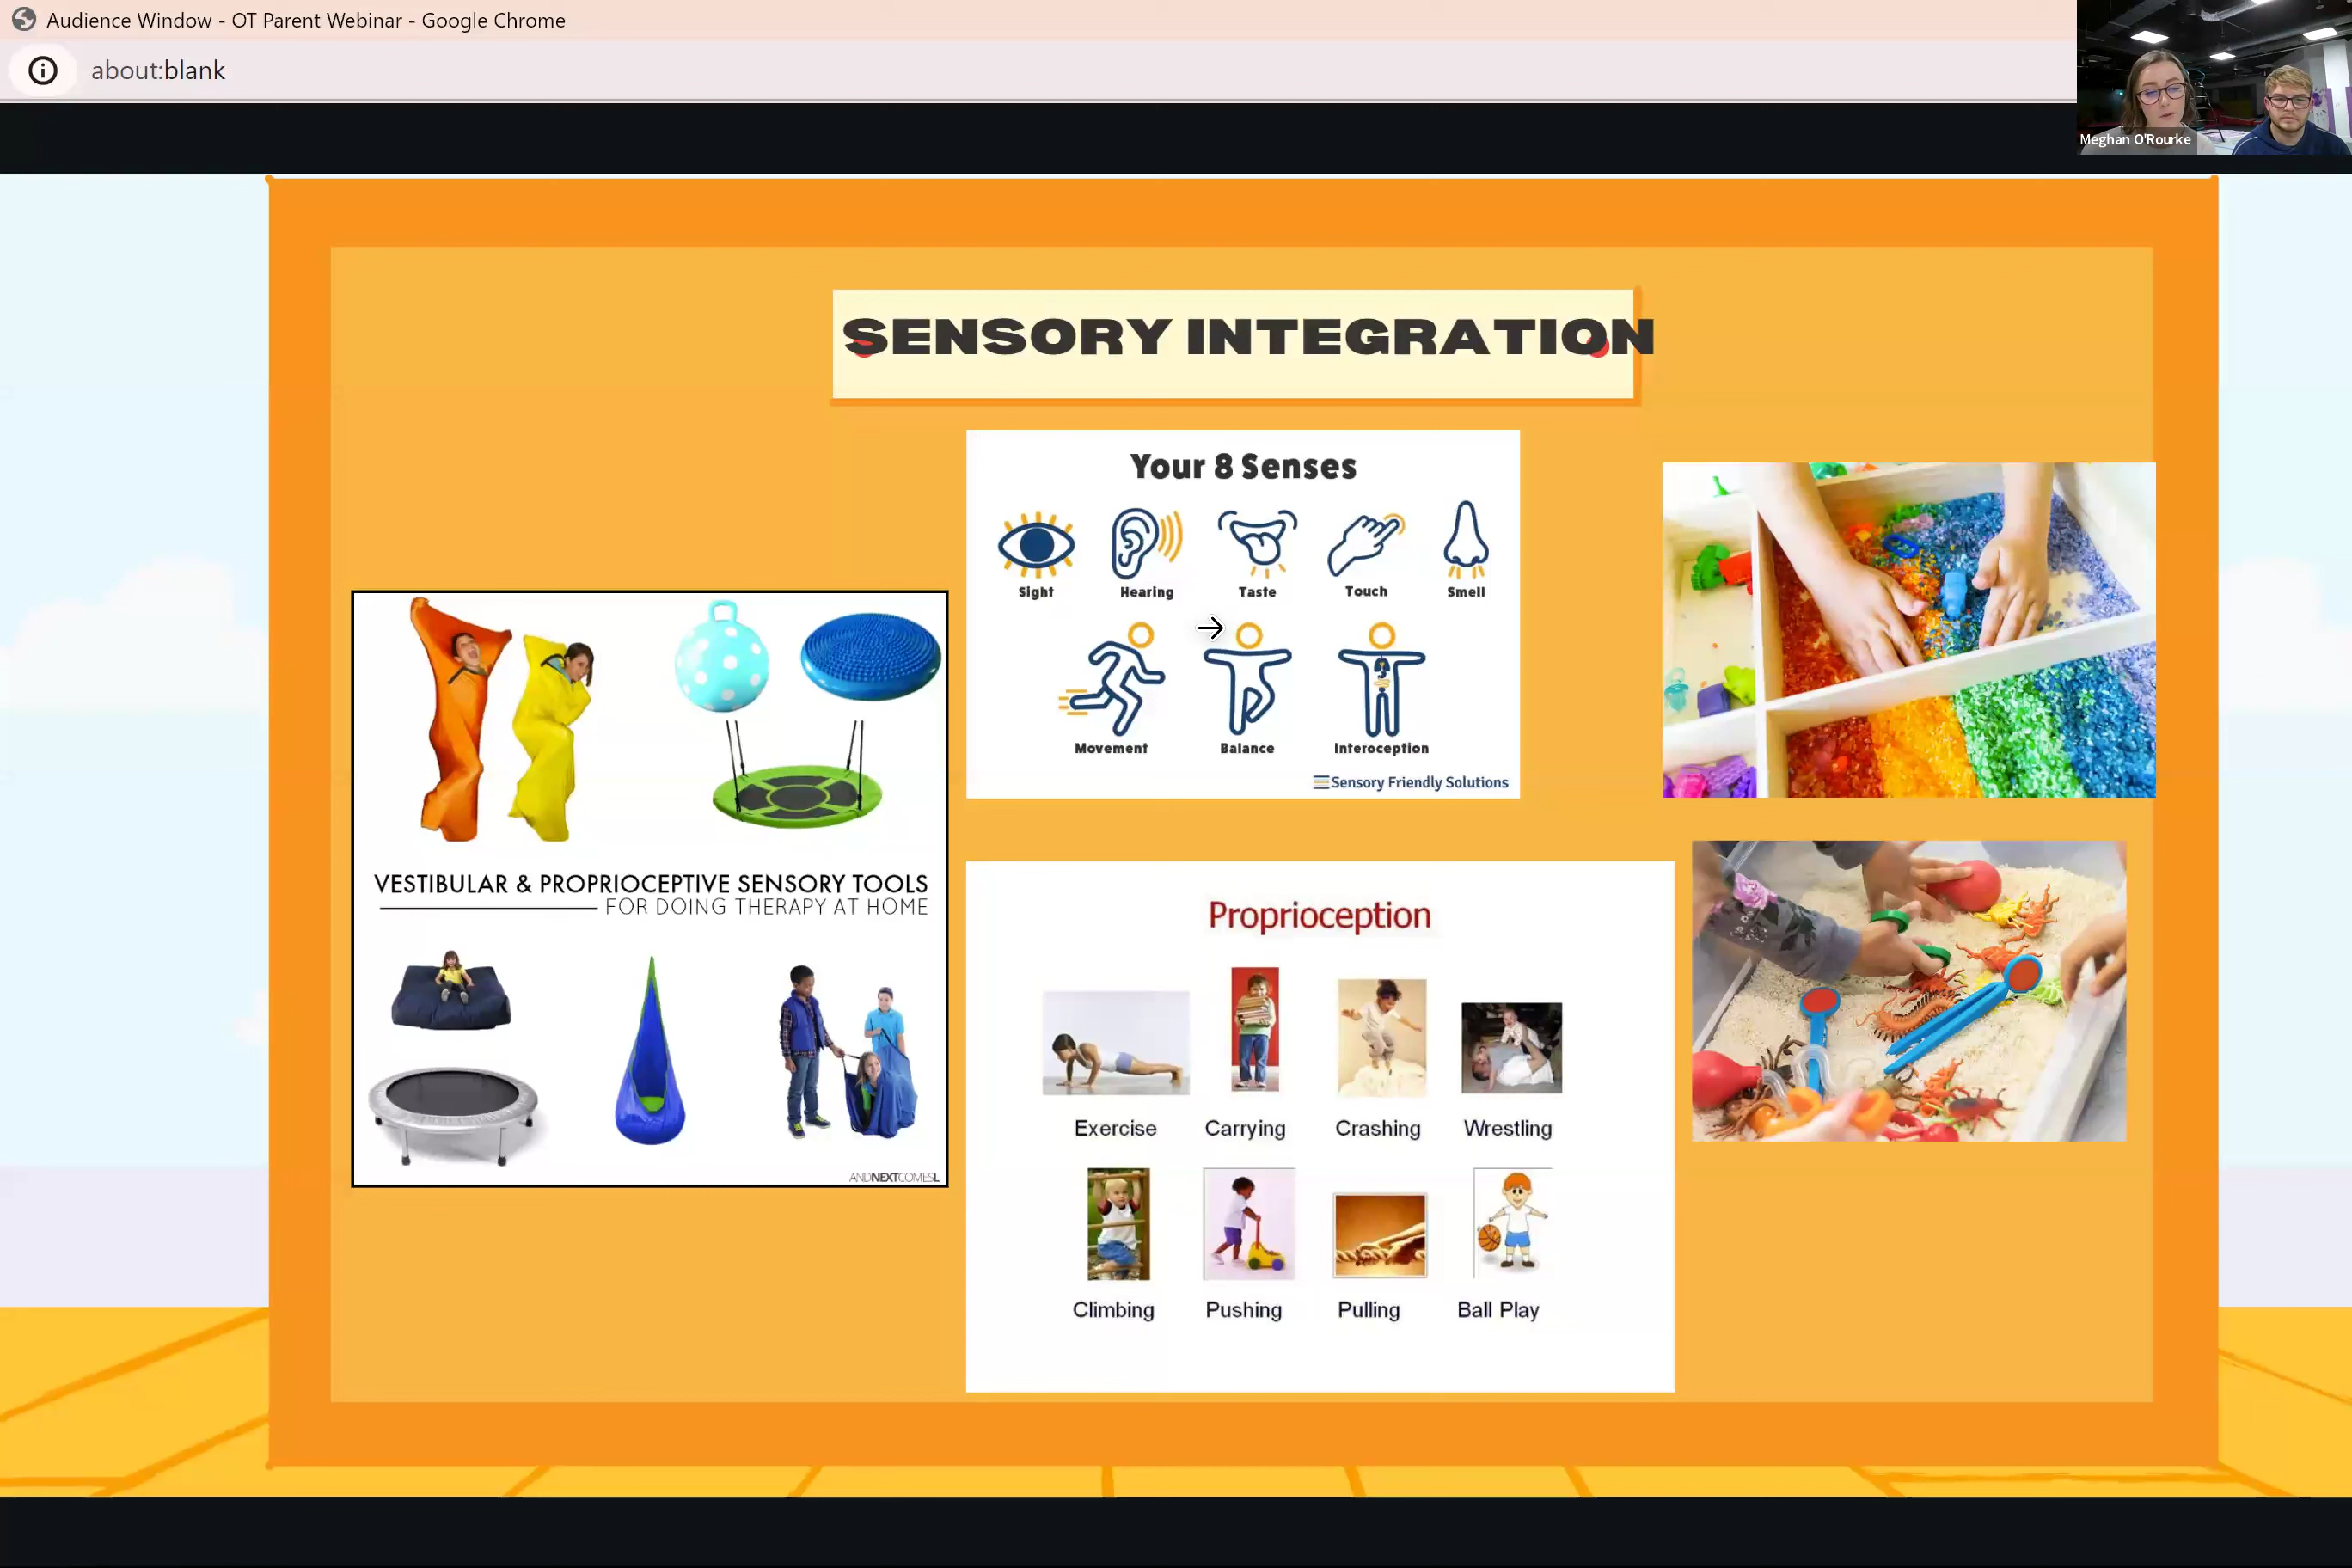 Audience Window - OT Parent Webinar - Google Chrome
about:blank
Meghan O'Rourke
SENSORY INTEGRATION
Your 8 Senses
Sight Hearing Taste Touch Smell
Movement Balance Interoception
Sensory Friendly Solutions
VESTIBULAR & PROPRIOCEPTIVE SENSORY TOOLS
FOR DOING THERAPY AT HOME
ANDNEXTCOMESL
Proprioception
Exercise Carrying Crashing Wrestling
Climbing Pushing Pulling Ball Play